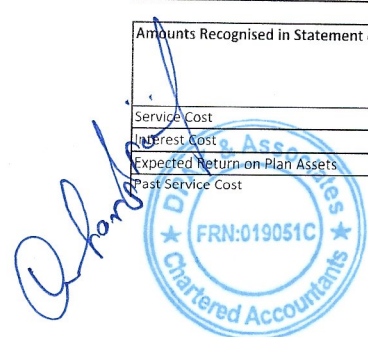 Amounts Recognised in Statement
Service Cost
Interest Cost
Expected Return on Plan Assets
Past Service Cost
& Associates
FRN:019051C
Chartered Accountants